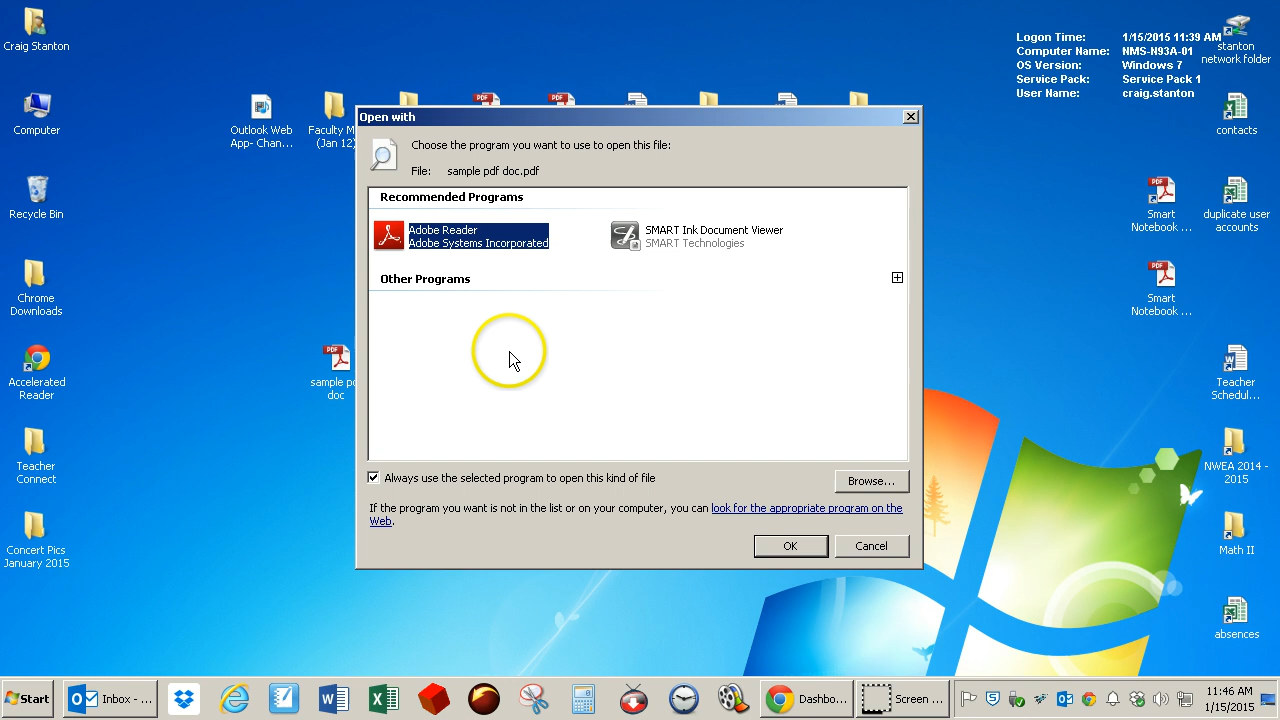 Craig Stanton
Computer
Recycle Bin
Chrome
Downloads
Accelerated
Reader
Teacher
Connect
Concert Pics
January 2015
Outlook Web
App- Chan...
Faculty M
(Jan 12)
PDF
PDF
PDF
sample pd
doc
Logon Time: 1/15/2015 11:39 AM
Computer Name: NMS-N93A-01
OS Version: Windows 7
Service Pack: Service Pack 1
User Name: craig.stanton
stanton
network folder
contacts
PDF
Smart
Notebook ...
duplicate user
accounts
PDF
Smart
Notebook ...
Teacher
Schedul...
NWEA 2014 -
2015
Math II
absences
Open with
Choose the program you want to use to open this file:
File: sample pdf doc.pdf
Recommended Programs
Adobe Reader
Adobe Systems Incorporated
SMART Ink Document Viewer
SMART Technologies
Other Programs
Always use the selected program to open this kind of file
Browse...
If the program you want is not in the list or on your computer, you can look for the appropriate program on the
Web.
OK
Cancel
Start
Inbox - ...
Dashbo...
Screen ...
11:46 AM
1/15/2015